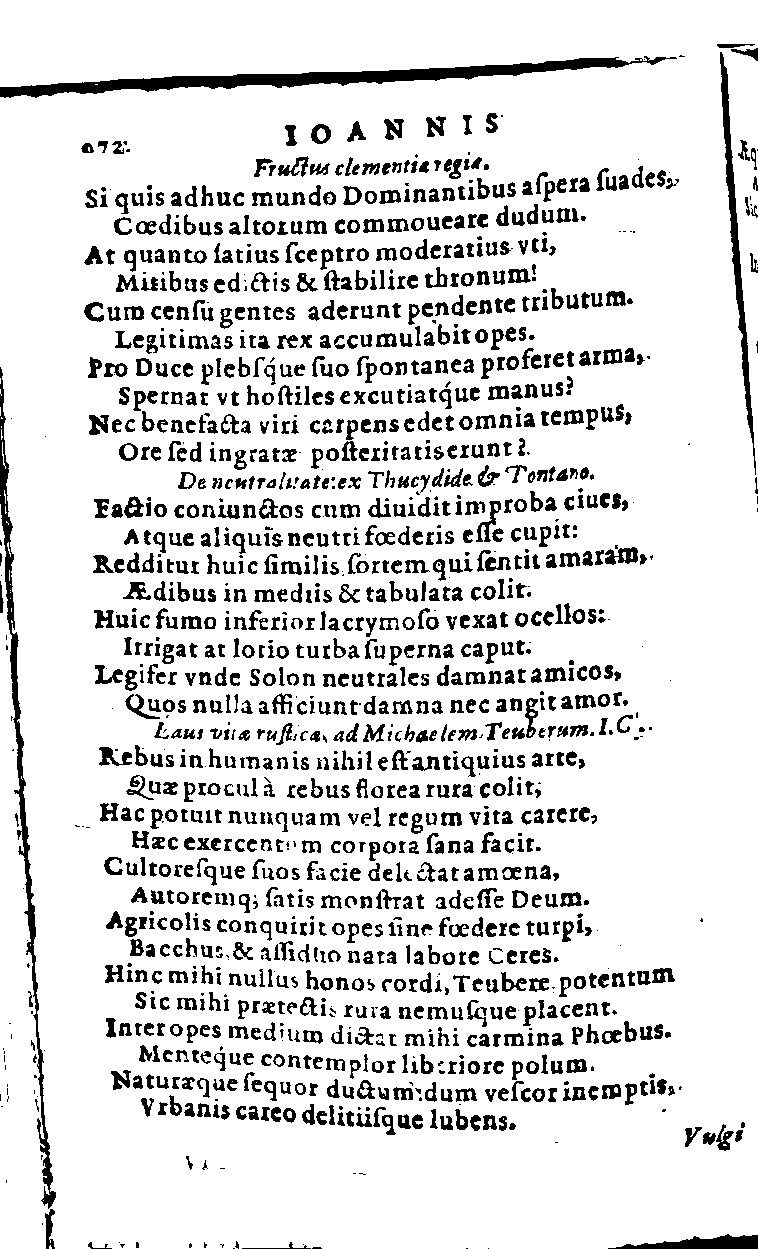 672. IOANNIS
Fructus clementiæ regiæ.
Si quis adhuc mundo Dominantibus aſpera ſuades,
Cœdibus altorum commoueare dudum.
At quanto ſatius ſceptro moderatius vti,
Mitibus edictis & ſtabilire thronum!
Cum cenſu gentes aderunt pendente tributum.
Legitimas ita rex accumulabit opes.
Pro Duce plebſq́ue ſuo ſpontanea proferet arma,
Spernat vt hoſtiles excutiatq́ue manus?
Nec benefacta viri carpens edet omnia tempus,
Ore ſed ingratæ poſteritatis erunt?
De neutralitate: ex Thucydide & Pontano.
Factio coniunctos cum diuidit improba ciues,
Atque aliquis neutri fœderis eſſe cupit:
Redditur huic ſimilis ſortem qui ſentit amaram,
Ædibus in mediis & tabulata colit.
Huic fumo inferior lacrymoſo vexat ocellos:
Irrigat at lotio turba ſuperna caput.
Legifer vnde Solon neutrales damnat amicos,
Quos nulla afficiunt damna nec angit amor.
Laus vitæ ruſticæ, ad Michaelem Teuberum. I.C.
Rebus in humanis nihil eſt antiquius arte,
Quæ procul à rebus florea rura colit;
Hac potuit nunquam vel regum vita carere,
Hæc exercentum corpora ſana facit.
Cultoreſque ſuos facie delectat amœna,
Autoremq; ſatis monſtrat adeſſe Deum.
Agricolis conquirit opes ſine fœdere turpi,
Bacchus & aſſiduo nata labore Ceres.
Hinc mihi nullus honos cordi, Teubere, potentum
Sic mihi prætectis rura nemuſque placent.
Inter opes medium dictat mihi carmina Phœbus.
Menteq́ue contemplor liberiore polum.
Naturæque ſequor ductum: dum veſcor inemptis,
Vrbanis careo delitiiſque lubens.
Vulgi